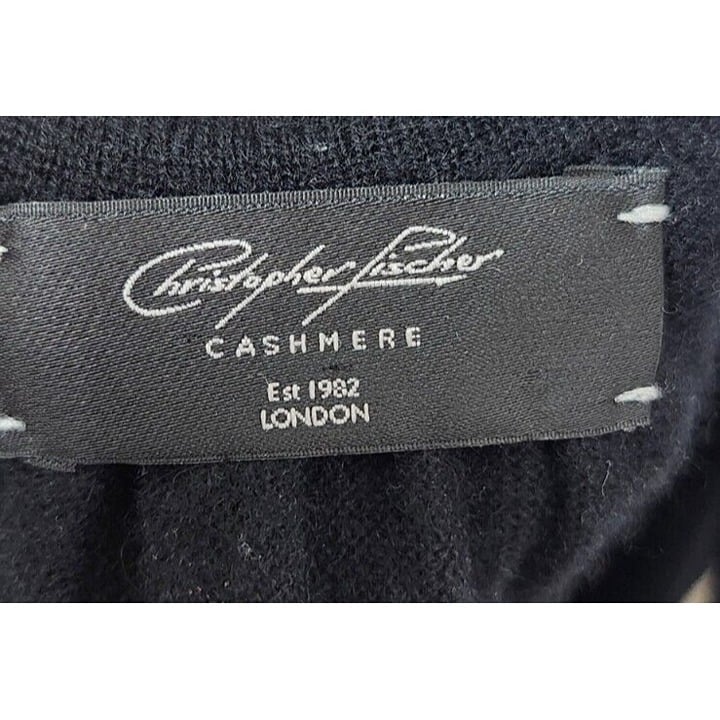 Christopher Fischer
CASHMERE
Est 1982
LONDON